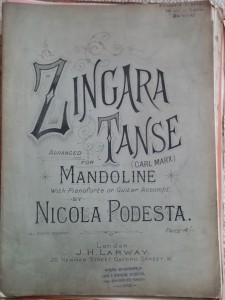 ZINGARA
TANSE
(CARL MARX)
ARRANGED
FOR
MANDOLINE
With Pianoforte or Guitar Accompt.
BY
NICOLA PODESTA.
London
J.H. LARWAY.